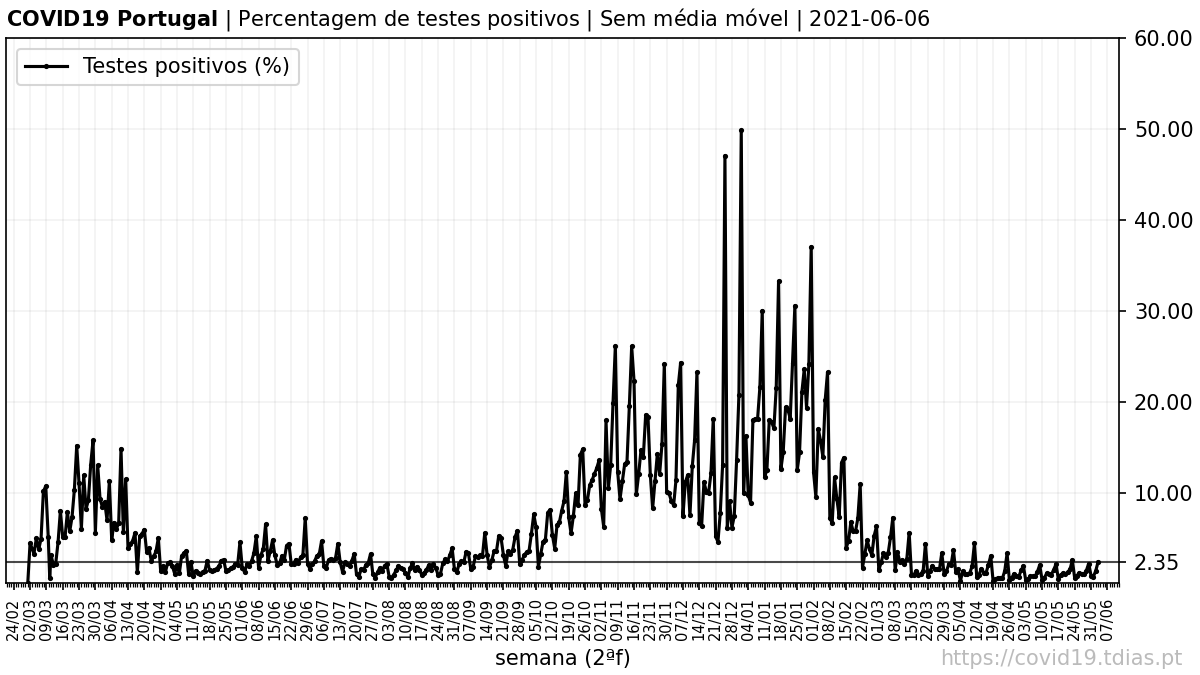 COVID19 Portugal | Percentagem de testes positivos | Sem média móvel | 2021-06-06
Testes positivos (%)
60.00
50.00
40.00
30.00
20.00
10.00
2.35
24/02 02/03 09/03 16/03 23/03 30/03 06/04 13/04 20/04 27/04 04/05 11/05 18/05 25/05 01/06 08/06 15/06 22/06 29/06 06/07 13/07 20/07 27/07 03/08 10/08 17/08 24/08 31/08 07/09 14/09 21/09 28/09 05/10 12/10 19/10 26/10 02/11 09/11 16/11 23/11 30/11 07/12 14/12 21/12 28/12 04/01 11/01 18/01 25/01 01/02 08/02 15/02 22/02 01/03 08/03 15/03 22/03 29/03 05/04 12/04 19/04 26/04 03/05 10/05 17/05 24/05 31/05 07/06
semana (2ªf)
https://covid19.tdias.pt